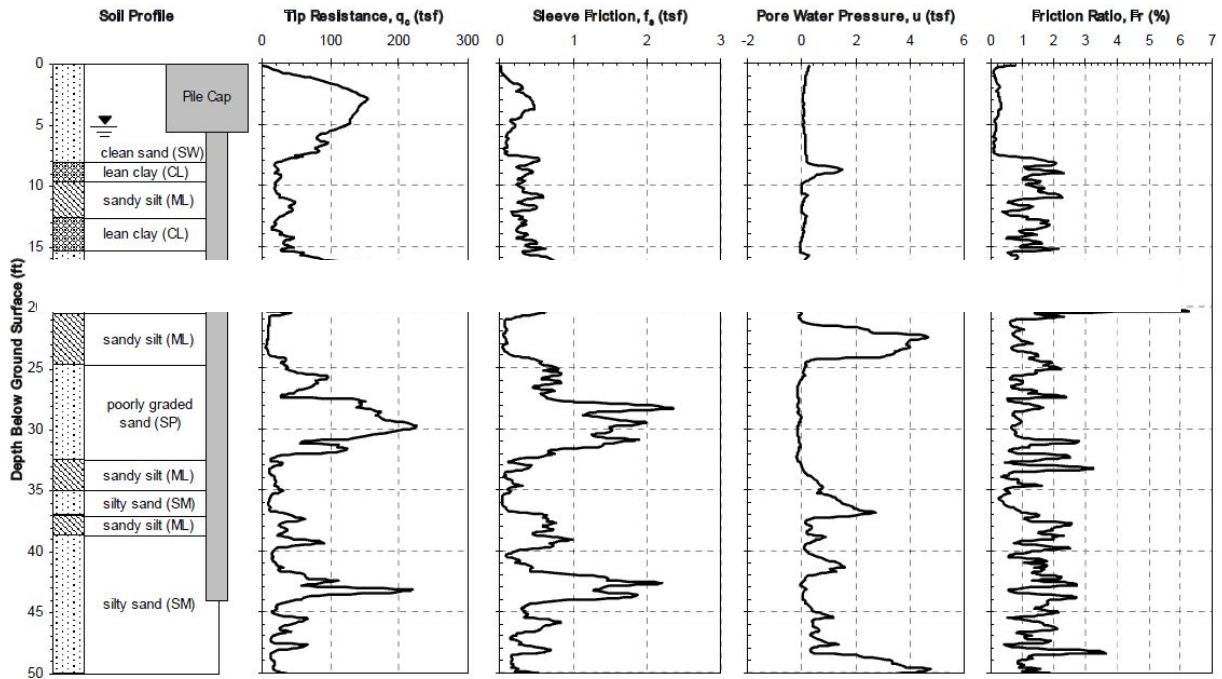 Soil Profile
Tip Resistance, qc (tsf)
Sleeve Friction, fs (tsf)
Pore Water Pressure, u (tsf)
Friction Ratio, Fr (%)
0 100 200 300
0 1 2 3
-2 0 2 4 6
0 1 2 3 4 5 6 7
Depth Below Ground Surface (ft)
0
Pile Cap
5
clean sand (SW)
lean clay (CL)
10
sandy silt (ML)
lean clay (CL)
15
sandy silt (ML)
25
poorly graded
sand (SP)
30
sandy silt (ML)
35
silty sand (SM)
sandy silt (ML)
40
silty sand (SM)
45
50